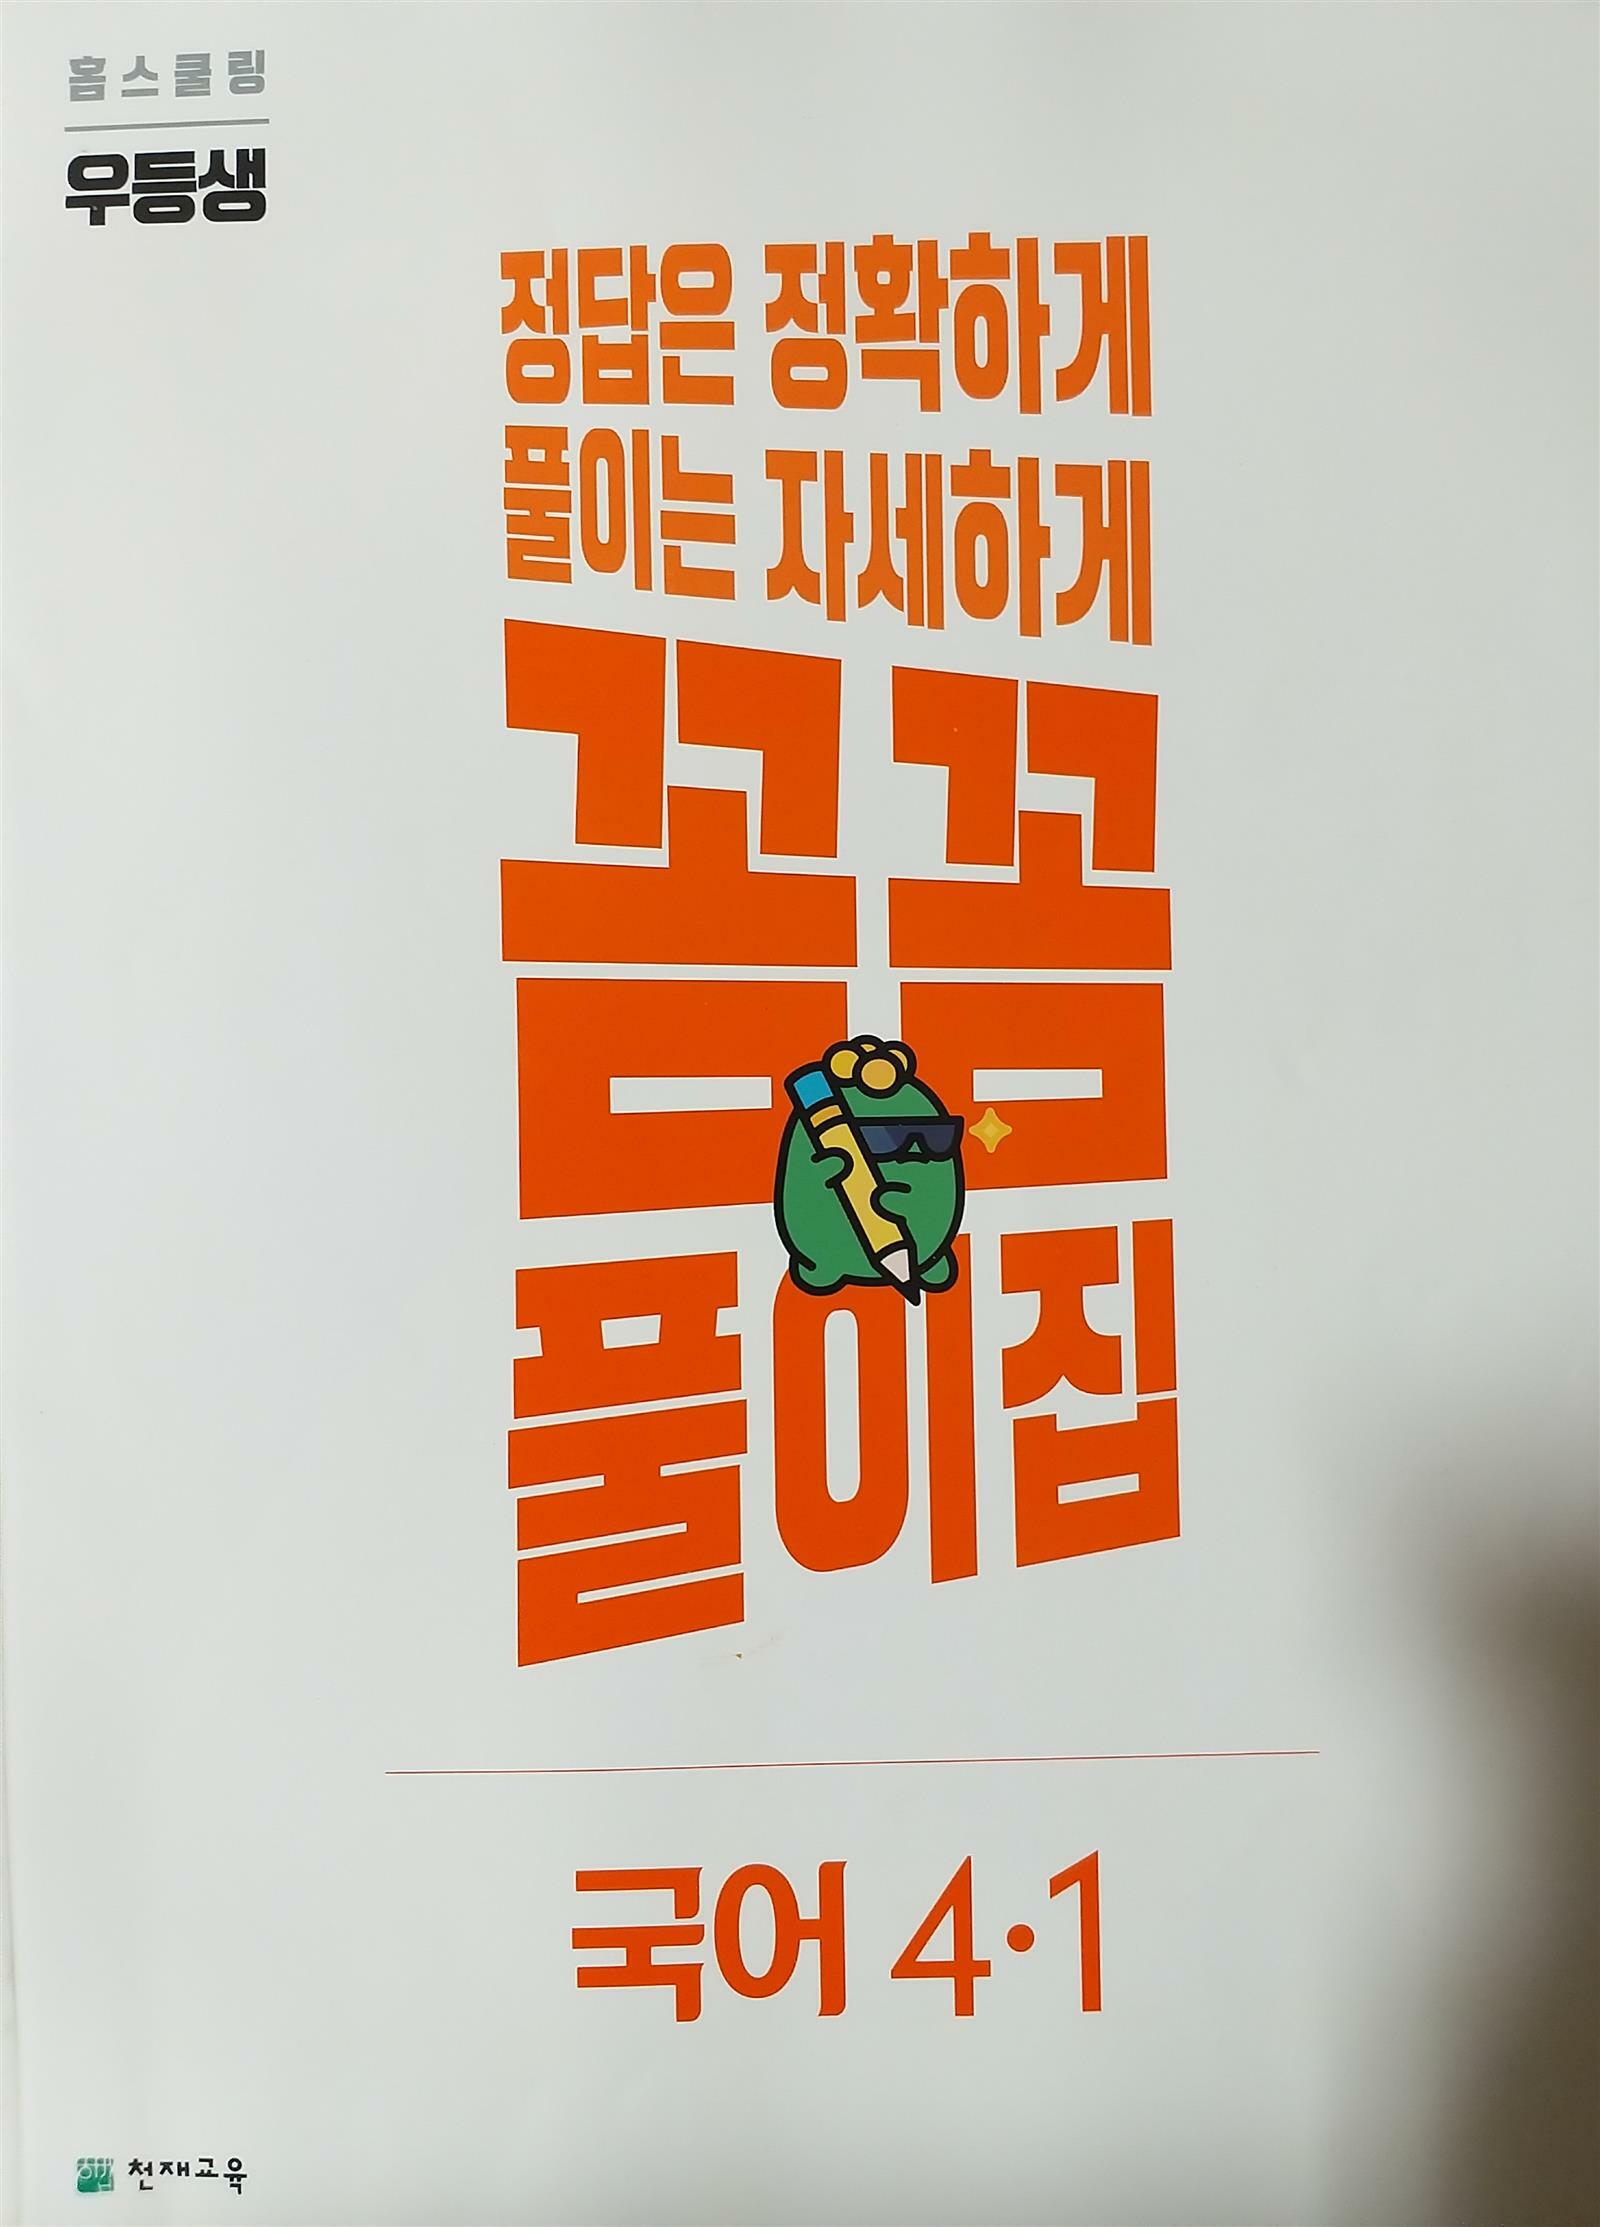 홈스쿨링
우등생
정답은 정확하게
풀이는 자세하게
꼼꼼
풀이집
국어 4·1
천재교육